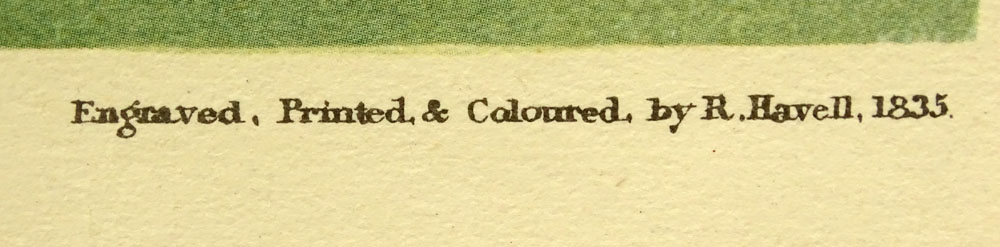 Engraved, Printed, & Coloured, by R. Havell, 1835.